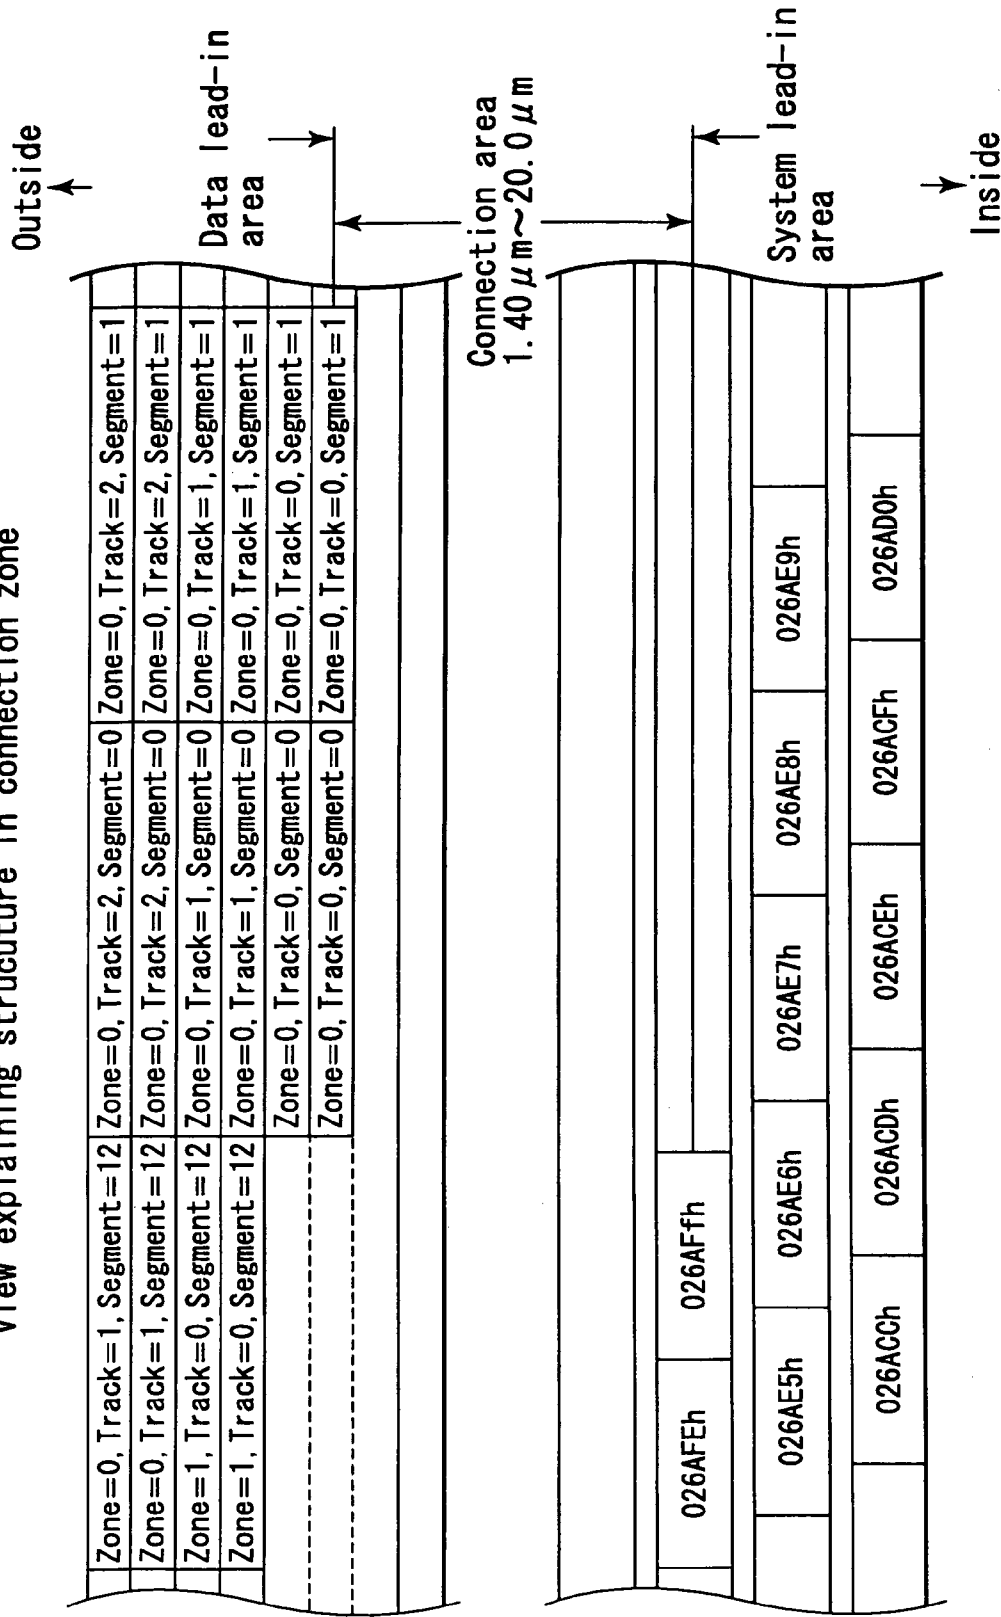 View explaining strucuture in connection zone
Outside
Zone=0, Track=1, Segment=12 Zone=0, Track=2, Segment=0 Zone=0, Track=2, Segment=1
Zone=0, Track=1, Segment=12 Zone=0, Track=2, Segment=0 Zone=0, Track=2, Segment=1
Zone=1, Track=0, Segment=12 Zone=0, Track=1, Segment=0 Zone=0, Track=1, Segment=1
Zone=1, Track=0, Segment=12 Zone=0, Track=1, Segment=0 Zone=0, Track=1, Segment=1
Zone=0, Track=0, Segment=0 Zone=0, Track=0, Segment=1
Zone=0, Track=0, Segment=0 Zone=0, Track=0, Segment=1
Data lead-in
area
Connection area
1.40μm~20.0μm
026AFEh 026AFfh
026AE5h 026AE6h 026AE7h 026AE8h 026AE9h
026ACCh 026ACDh 026ACEh 026ACFh 026AD0h
System lead-in
area
Inside